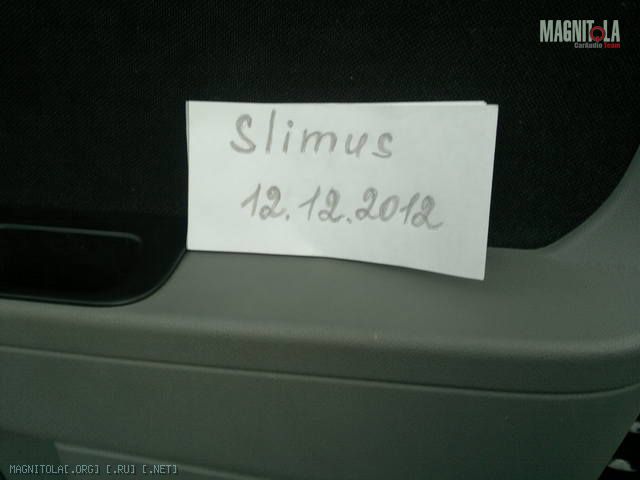 MAGNITOLA
CarAudio Team
Slimus
12.12.2012
MAGNITOLA[.ORG] [.RU] [.NET]